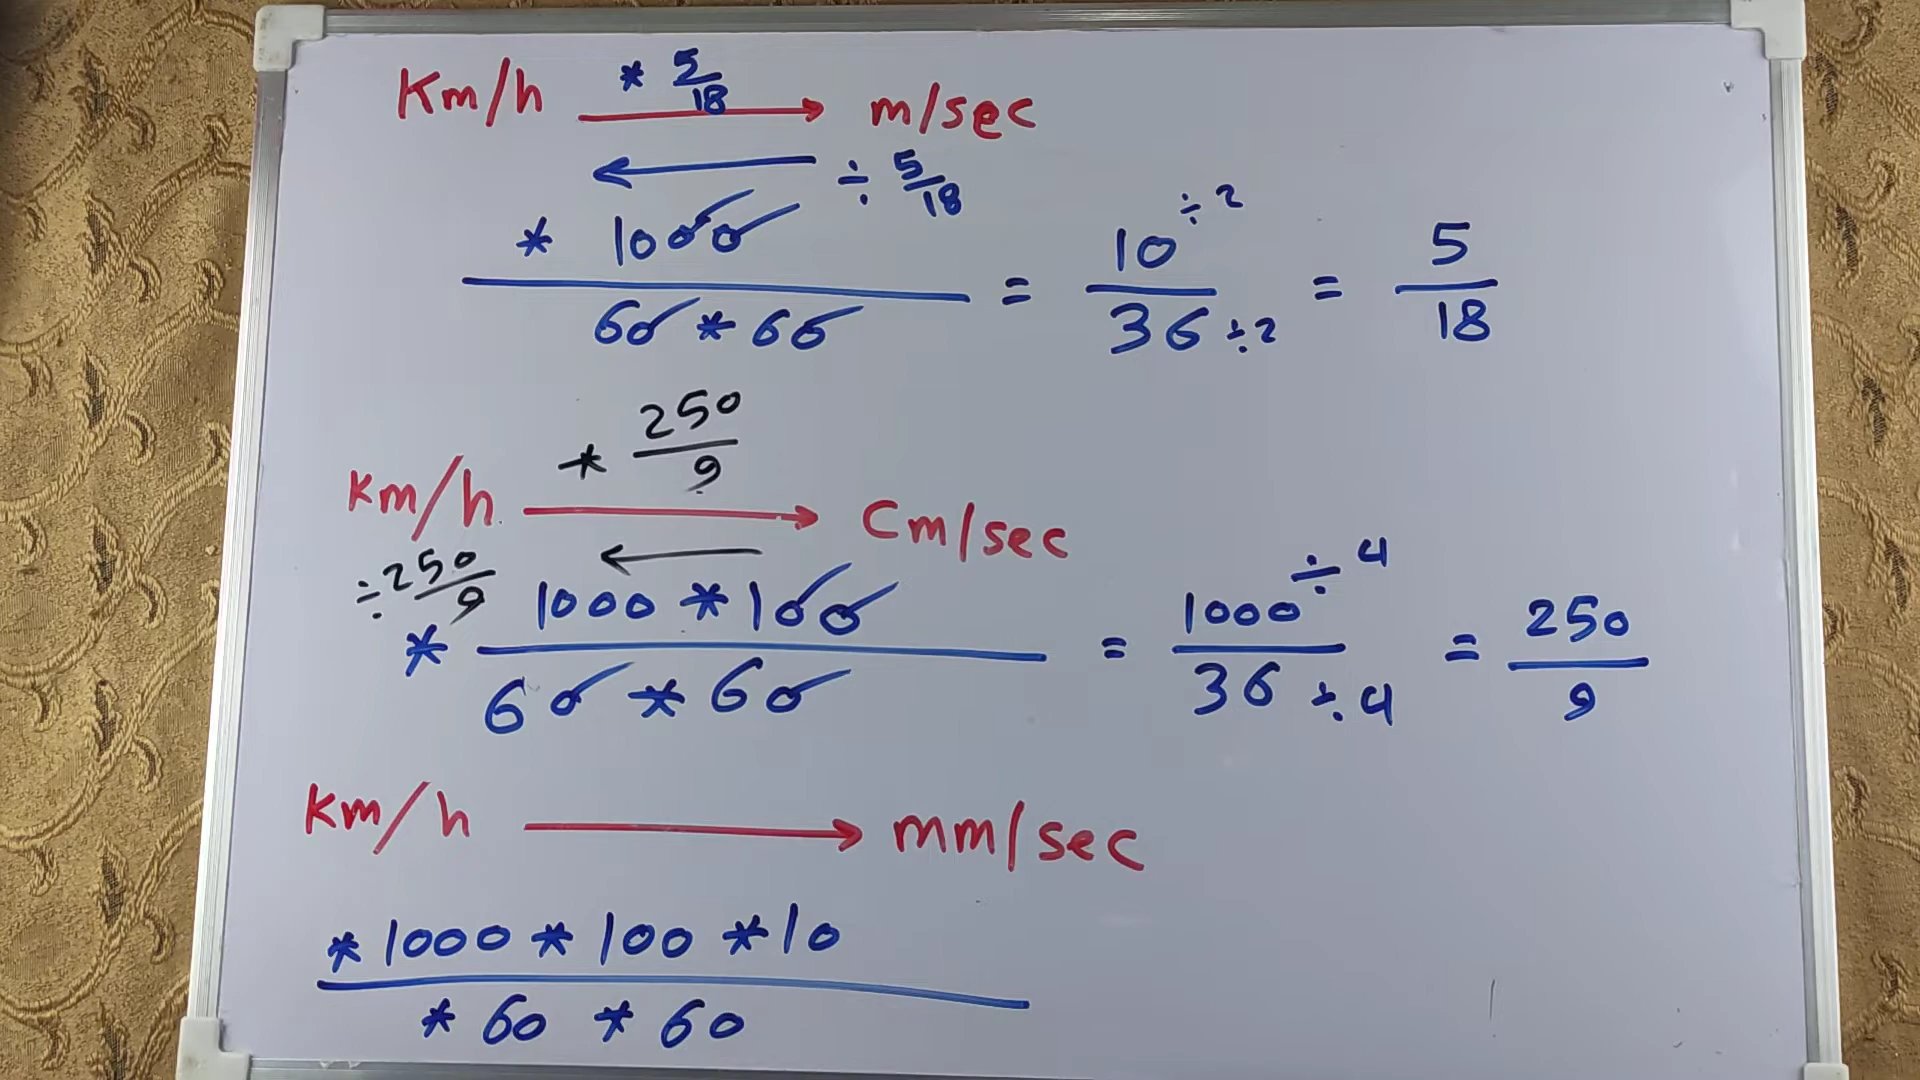 Km/h * 5/18 → m/sec
← ÷ 5/18
* 1000 / 60 * 60 = 10 ÷2 / 36 ÷2 = 5 / 18
Km/h * 250/9 → Cm/sec
÷ 250/9 ←
* 1000 * 100 / 60 * 60 = 1000 ÷ 4 / 36 ÷ 4 = 250 / 9
Km/h → mm/sec
* 1000 * 100 * 10
* 60 * 60